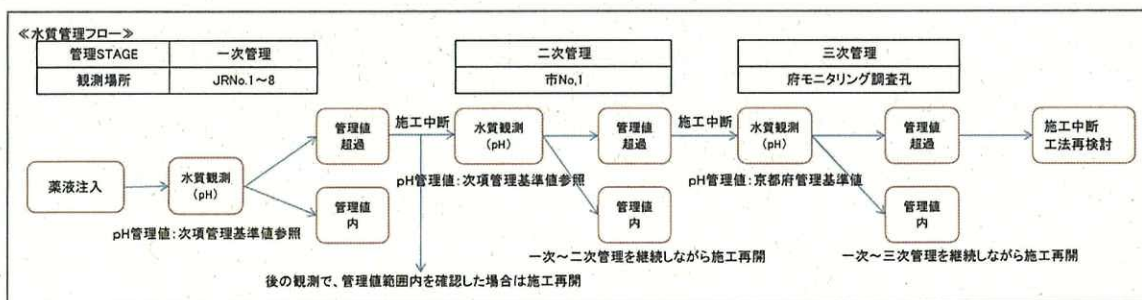 ≪水質管理フロー≫
管理STAGE 一次管理
観測場所 JRNo.1～8
二次管理
市No,1
三次管理
府モニタリング調査孔
薬液注入
水質観測
(pH)
pH管理値：次項管理基準値参照
管理値
超過
管理値
内
施工中断
後の観測で、管理値範囲内を確認した場合は施工再開
水質観測
(pH)
pH管理値：次項管理基準値参照
管理値
超過
管理値
内
一次～二次管理を継続しながら施工再開
施工中断
水質観測
(pH)
pH管理値：京都府管理基準値
管理値
超過
管理値
内
一次～三次管理を継続しながら施工再開
施工中断
工法再検討